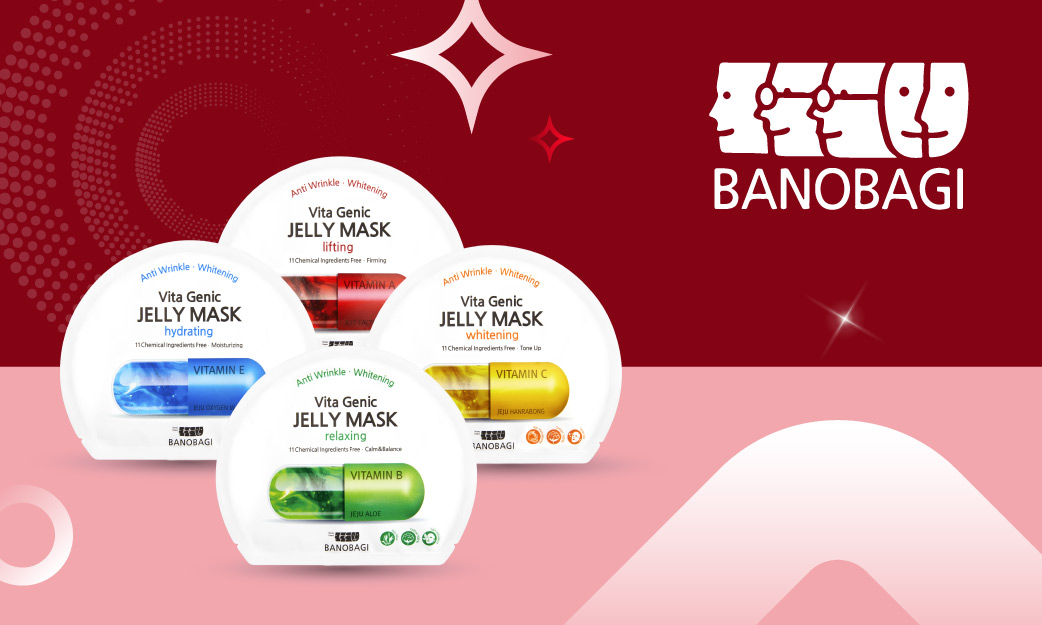 BANOBAGI
Anti Wrinkle · Whitening
Vita Genic
JELLY MASK
lifting
11 Chemical Ingredients Free · Firming
VITAMIN A
Anti Wrinkle · Whitening
Vita Genic
JELLY MASK
hydrating
11 Chemical Ingredients Free · Moisturizing
VITAMIN E
JEJU OXYGEN
BANOBAGI
Anti Wrinkle · Whitening
Vita Genic
JELLY MASK
whitening
11 Chemical Ingredients Free · Tone Up
VITAMIN C
JEJU HANRABONG
BANOBAGI
Anti Wrinkle · Whitening
Vita Genic
JELLY MASK
relaxing
11 Chemical Ingredients Free · Calm&Balance
VITAMIN B
JEJU ALOE
BANOBAGI